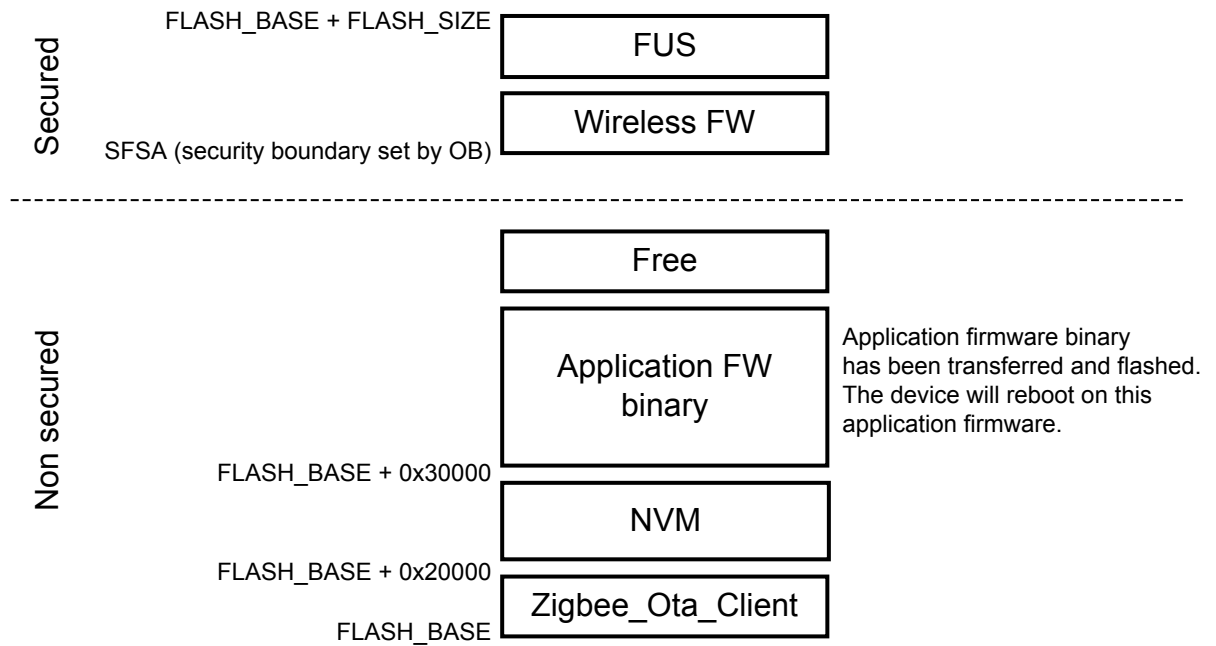 FLASH_BASE + FLASH_SIZE
FUS
Secured
Wireless FW
SFSA (security boundary set by OB)
Free
Non secured
Application FW
binary
Application firmware binary
has been transferred and flashed.
The device will reboot on this
application firmware.
FLASH_BASE + 0x30000
NVM
FLASH_BASE + 0x20000
Zigbee_Ota_Client
FLASH_BASE